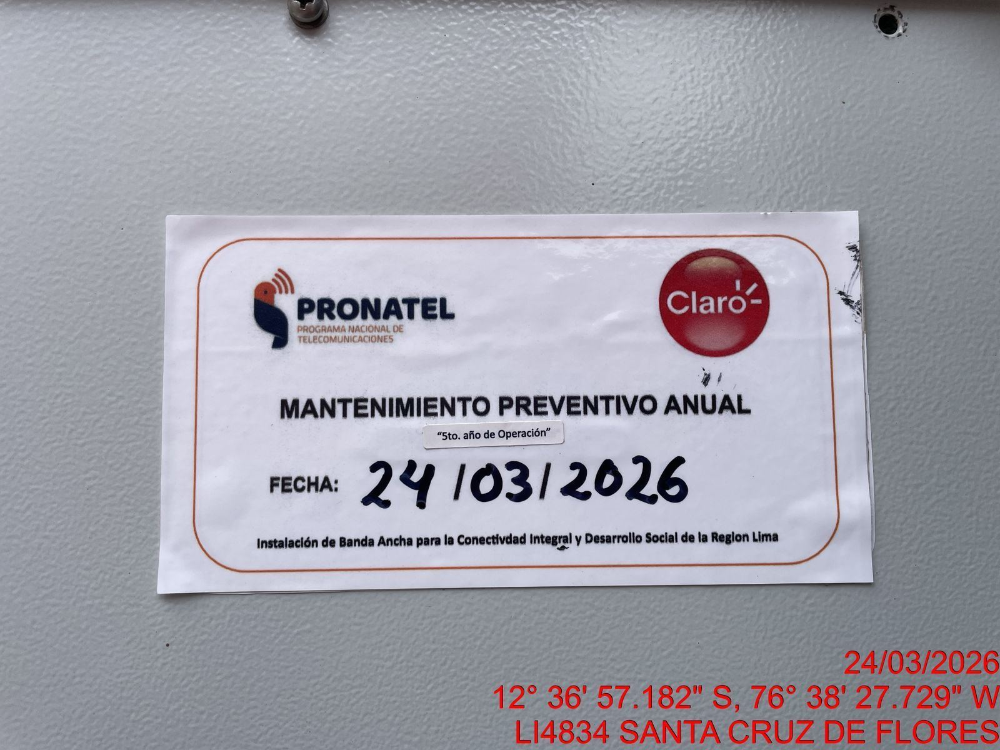 PRONATEL
PROGRAMA NACIONAL DE
TELECOMUNICACIONES
Claro
MANTENIMIENTO PREVENTIVO ANUAL
"5to. año de Operación"
FECHA: 24/03/2026
Instalación de Banda Ancha para la Conectivdad Integral y Desarrollo Social de la Region Lima
24/03/2026
12° 36' 57.182" S, 76° 38' 27.729" W
LI4834 SANTA CRUZ DE FLORES